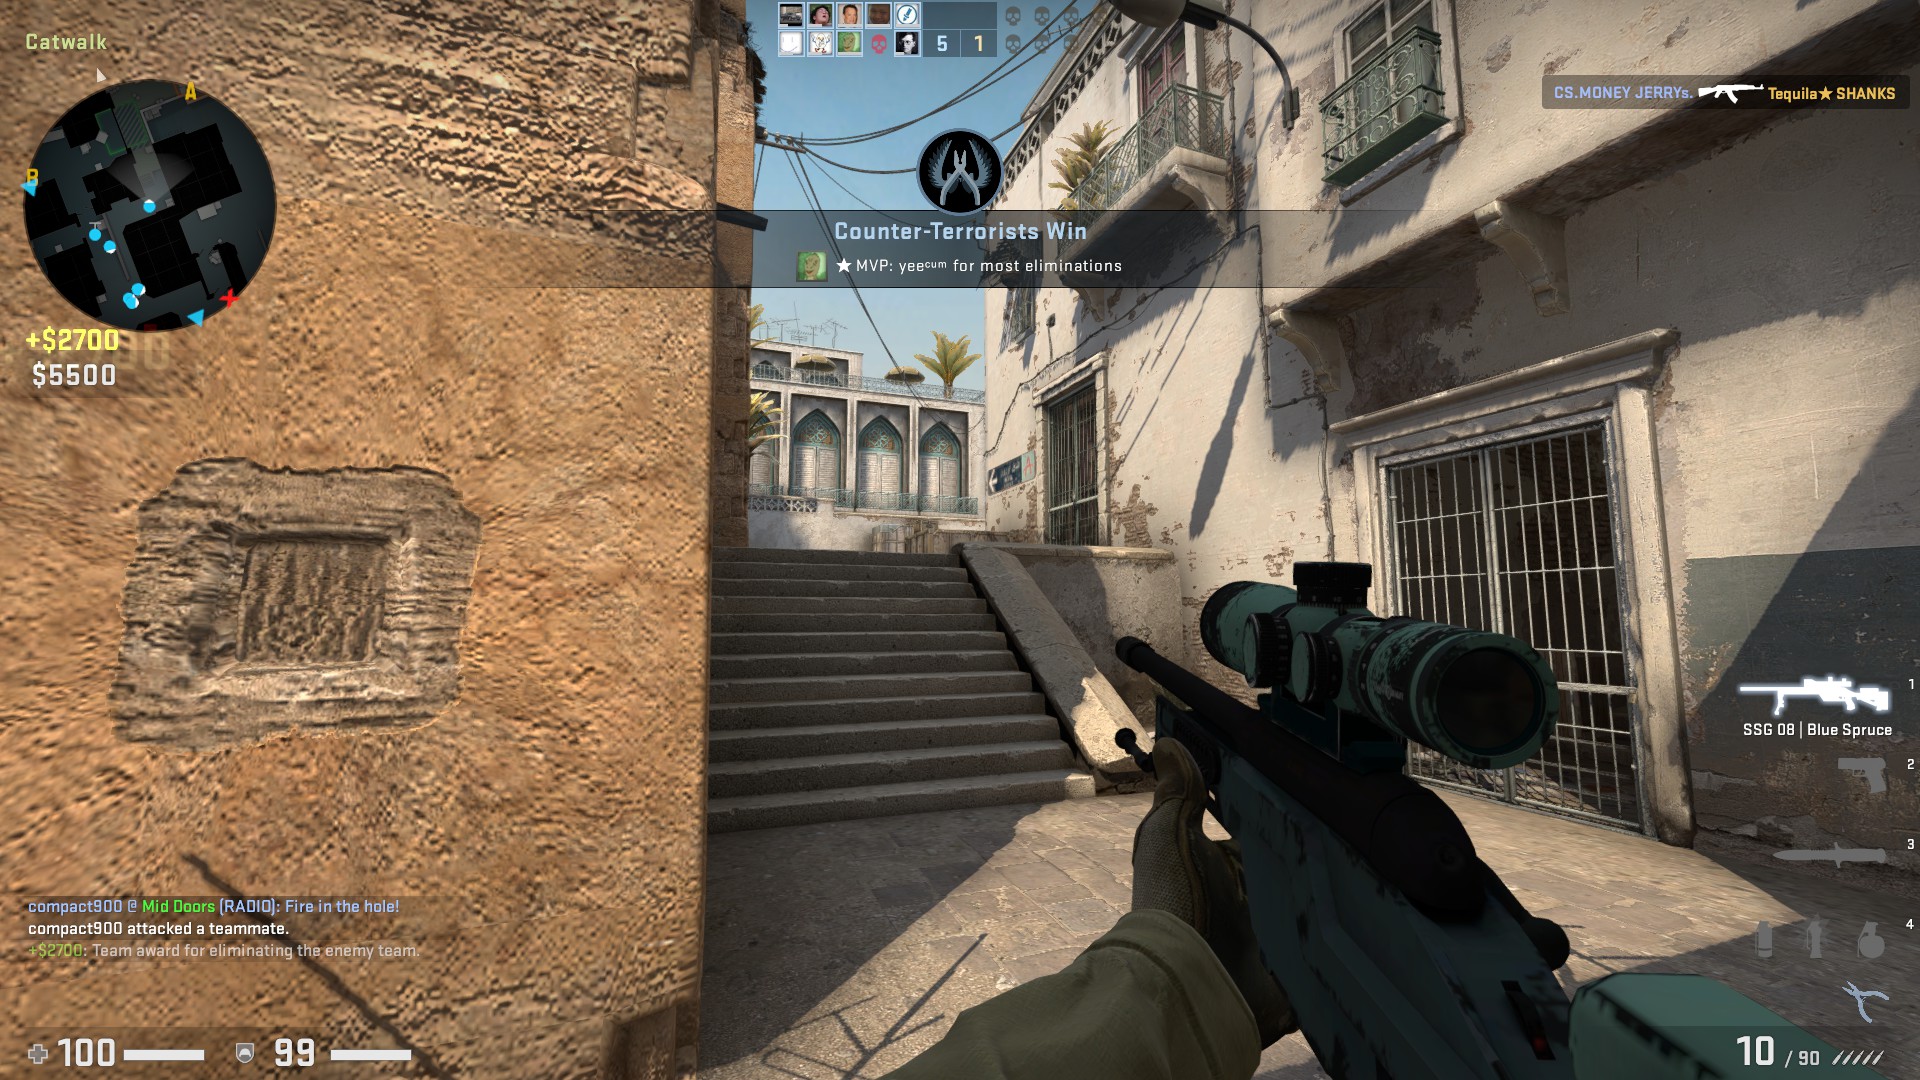 Catwalk
5 1
A
CS.MONEY JERRYs. Tequila★ SHANKS
B
Counter-Terrorists Win
★ MVP: yeeᶜᵘᵐ for most eliminations
+$2700
$5500
1
SSG 08 | Blue Spruce
2
3
4
compact900 @ Mid Doors (RADIO): Fire in the hole!
compact900 attacked a teammate.
+$2700: Team award for eliminating the enemy team.
100 99
10 / 90